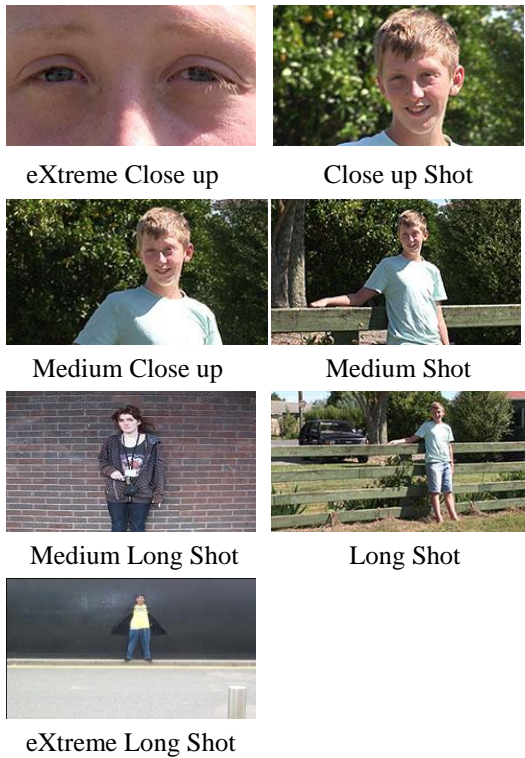 eXtreme Close up
Close up Shot
Medium Close up
Medium Shot
Medium Long Shot
Long Shot
eXtreme Long Shot